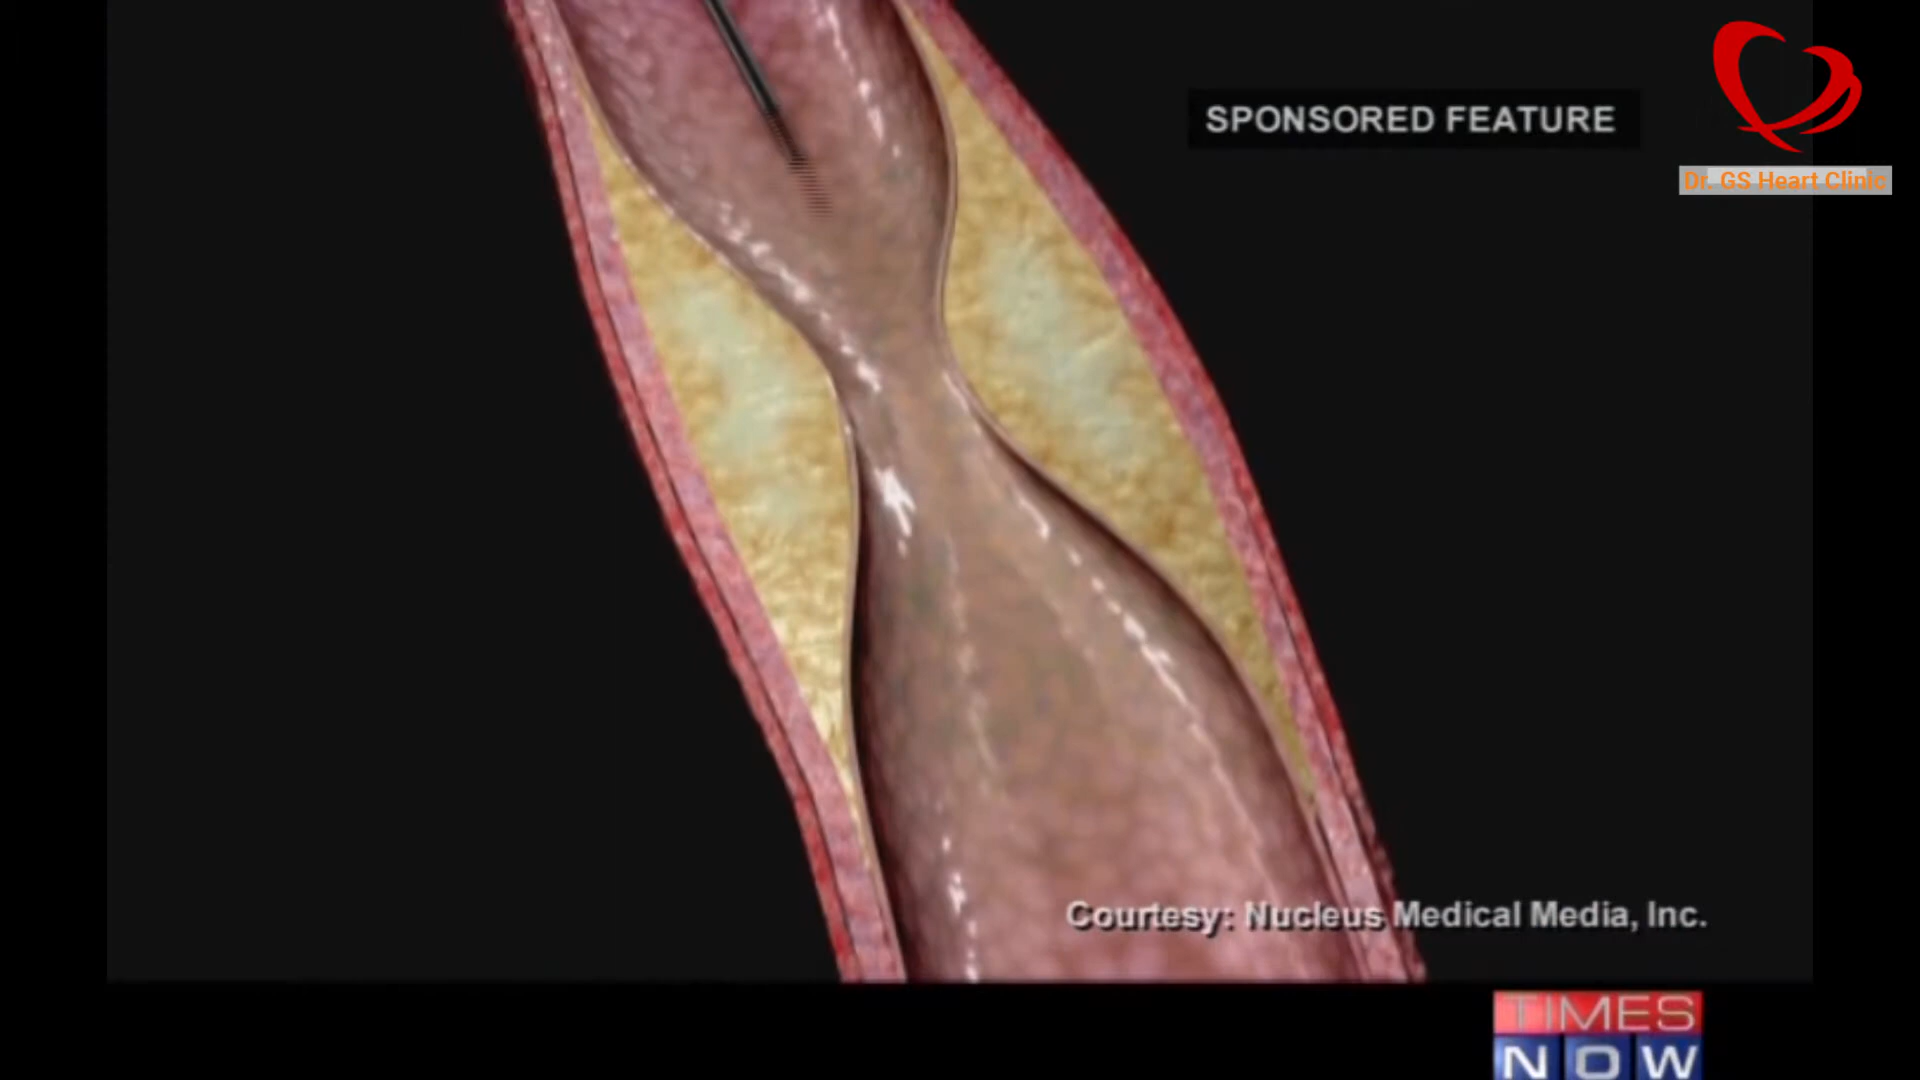 SPONSORED FEATURE
Dr. GS Heart Clinic
Courtesy: Nucleus Medical Media, Inc.
TIMES
NOW